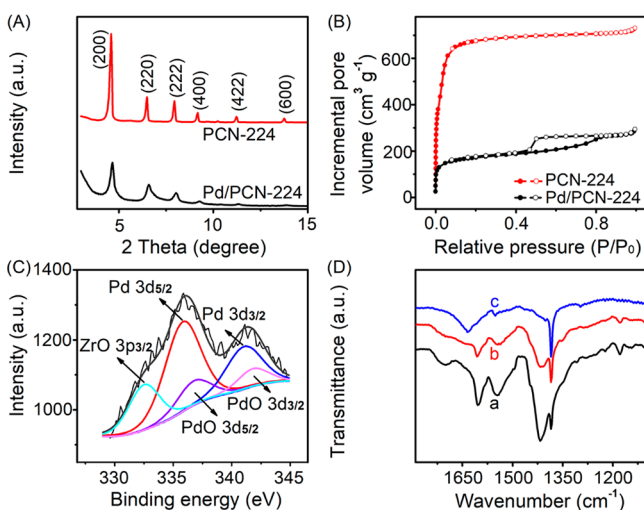 (A)
Intensity (a.u.)
(200)
(220)
(222)
(400)
(422)
(600)
PCN-224
Pd/PCN-224
5
10
15
2 Theta (degree)
(B)
Incremental pore
volume (cm³ g⁻¹)
600
400
200
0
PCN-224
Pd/PCN-224
0.0
0.4
0.8
Relative pressure (P/P₀)
(C)
Intensity (a.u.)
1400
1300
1200
1100
1000
900
Pd 3d₅/₂
Pd 3d₃/₂
ZrO 3p₃/₂
PdO 3d₃/₂
PdO 3d₅/₂
330
335
340
345
Binding energy (eV)
(D)
Transmittance (a.u.)
c
b
a
1650
1500
1350
1200
Wavenumber (cm⁻¹)